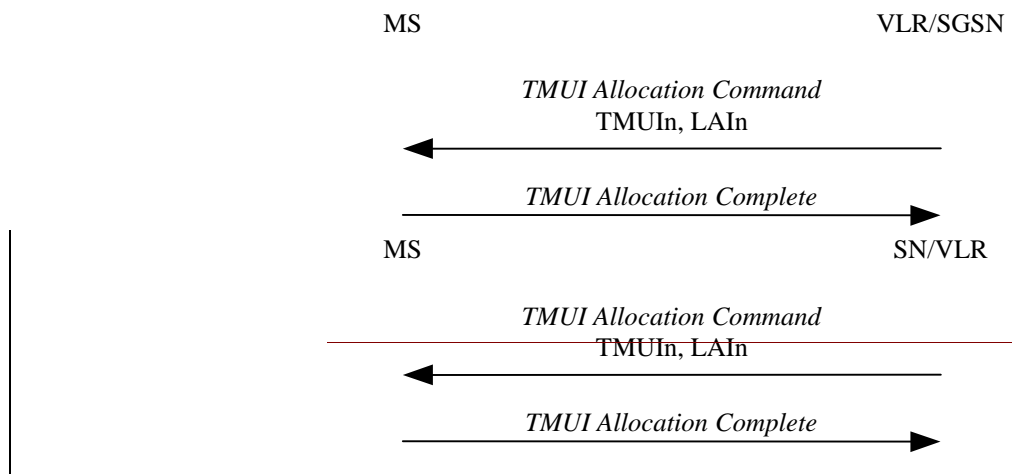 MS VLR/SGSN
TMUI Allocation Command
TMUIn, LAIn
TMUI Allocation Complete
MS SN/VLR
TMUI Allocation Command
TMUIn, LAIn
TMUI Allocation Complete